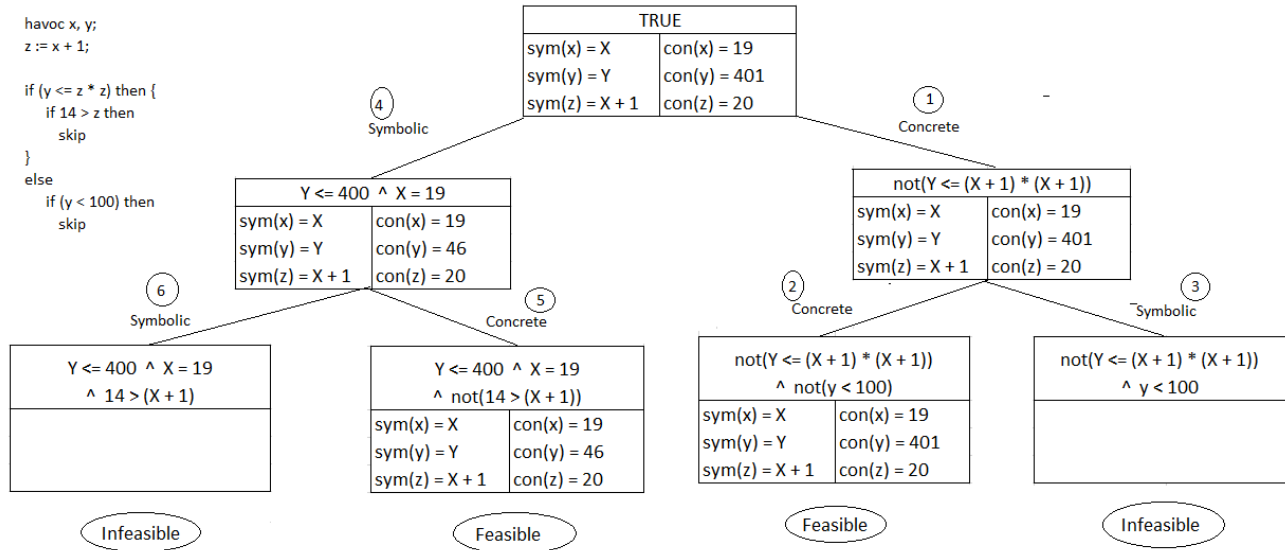 havoc x, y;
z := x + 1;
if (y <= z * z) then {
if 14 > z then
skip
}
else
if (y < 100) then
skip
TRUE
sym(x) = X
con(x) = 19
sym(y) = Y
con(y) = 401
sym(z) = X + 1
con(z) = 20
4
Symbolic
1
Concrete
Y <= 400 ^ X = 19
sym(x) = X
con(x) = 19
sym(y) = Y
con(y) = 46
sym(z) = X + 1
con(z) = 20
not(Y <= (X + 1) * (X + 1))
sym(x) = X
con(x) = 19
sym(y) = Y
con(y) = 401
sym(z) = X + 1
con(z) = 20
6
Symbolic
5
Concrete
2
Concrete
3
Symbolic
Y <= 400 ^ X = 19
^ 14 > (X + 1)
Infeasible
Y <= 400 ^ X = 19
^ not(14 > (X + 1))
sym(x) = X
con(x) = 19
sym(y) = Y
con(y) = 46
sym(z) = X + 1
con(z) = 20
Feasible
not(Y <= (X + 1) * (X + 1))
^ not(y < 100)
sym(x) = X
con(x) = 19
sym(y) = Y
con(y) = 401
sym(z) = X + 1
con(z) = 20
Feasible
not(Y <= (X + 1) * (X + 1))
^ y < 100
Infeasible